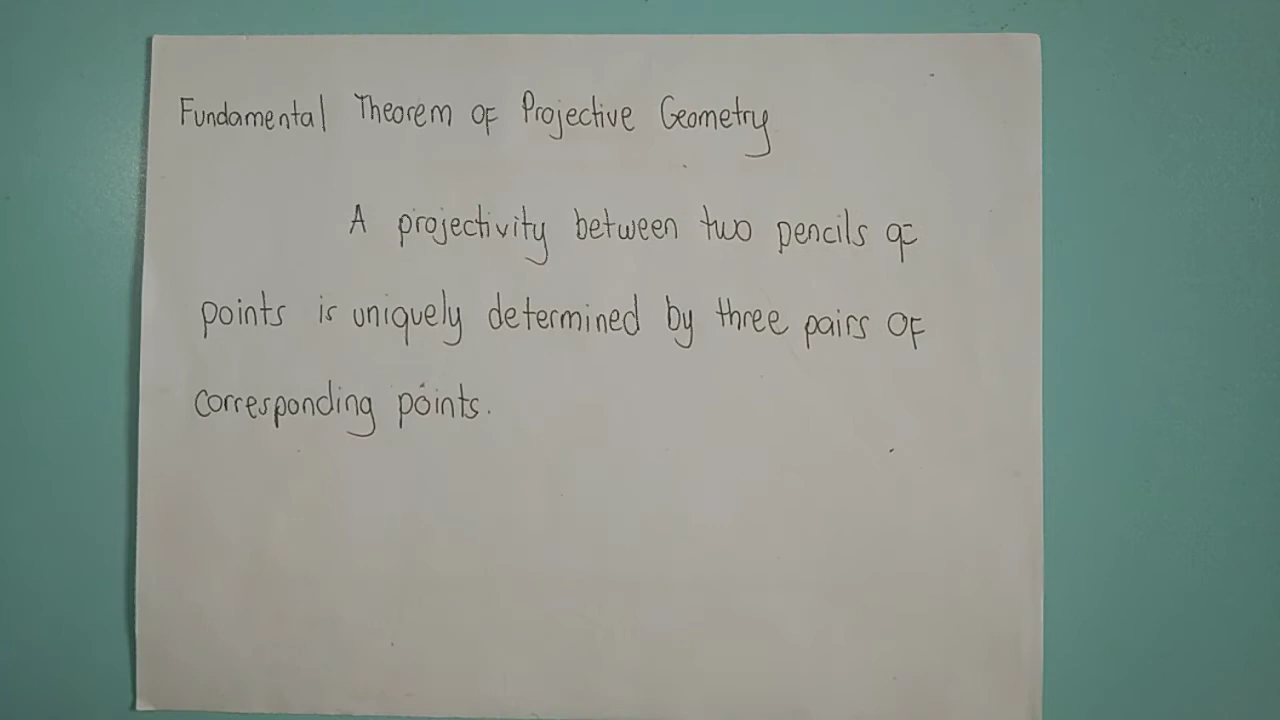 Fundamental Theorem of Projective Geometry
A projectivity between two pencils of
points is uniquely determined by three pairs of
corresponding points.